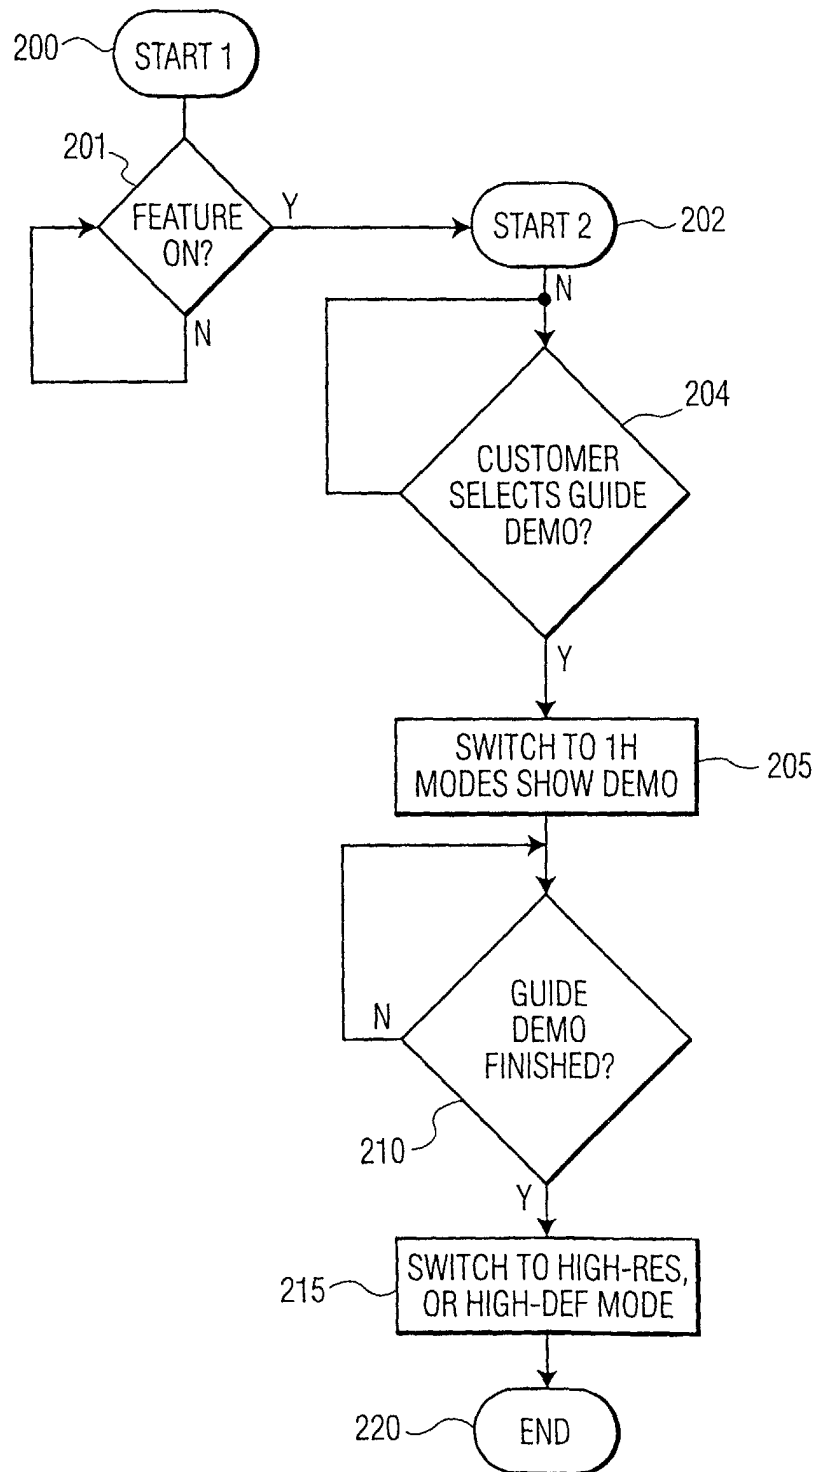 200
START 1
201
FEATURE
ON?
Y
N
START 2
202
N
204
CUSTOMER
SELECTS GUIDE
DEMO?
Y
SWITCH TO 1H
MODES SHOW DEMO
205
N
GUIDE
DEMO
FINISHED?
210
Y
215
SWITCH TO HIGH-RES,
OR HIGH-DEF MODE
220
END